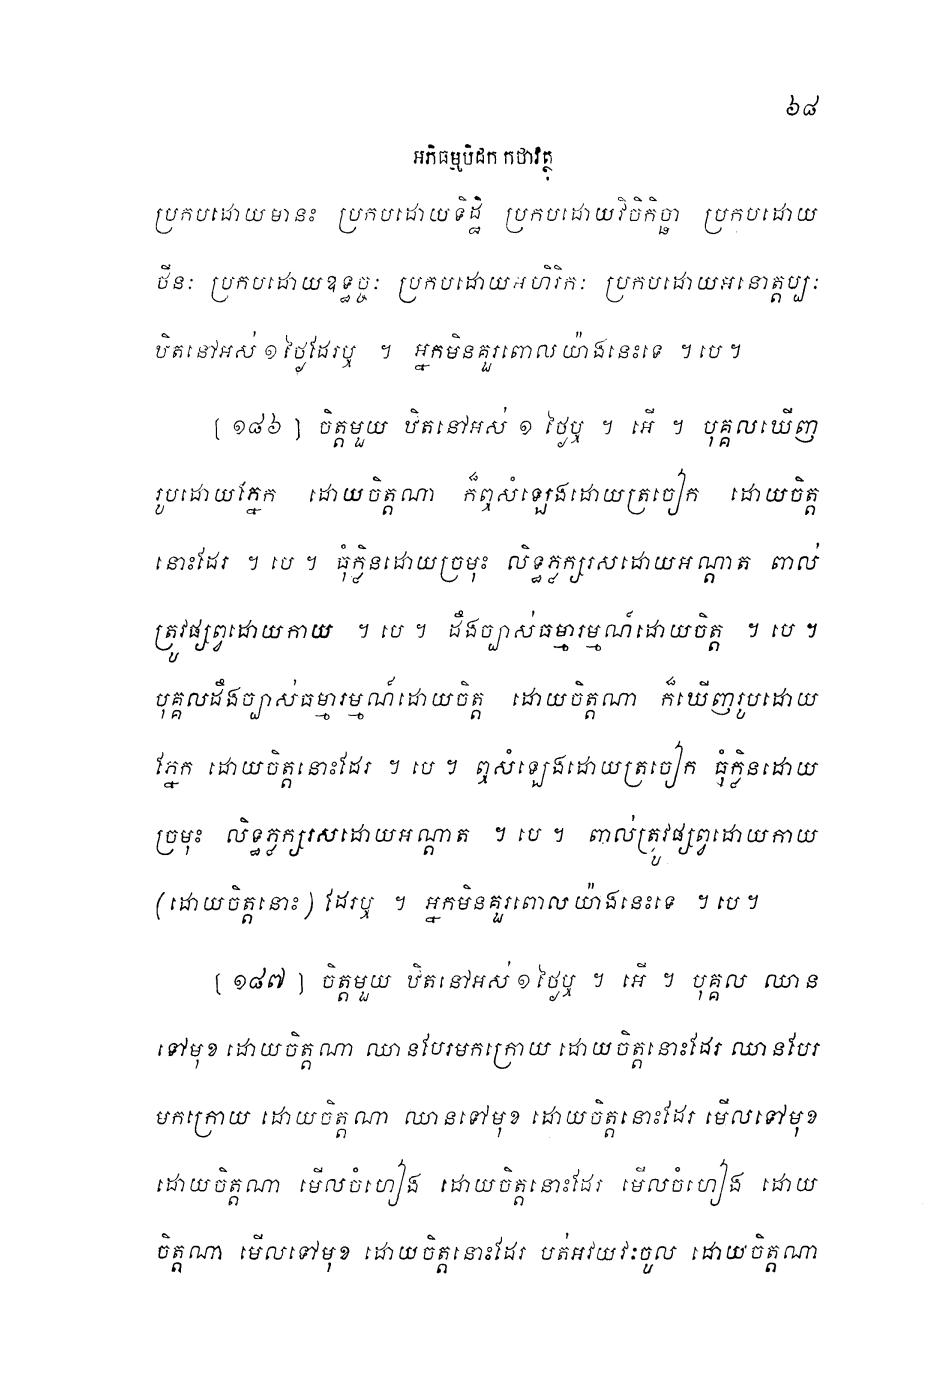 ៦៨
អភិធម្មបិដក កថាវត្ថុ
ប្រកបដោយមានះ ប្រកបដោយទិដ្ឋិ ប្រកបដោយវិចិកិច្ឆា ប្រកបដោយ
ថីនៈ ប្រកបដោយឧទ្ធច្ចៈ ប្រកបដោយអហិរិកៈ ប្រកបដោយអនោត្តប្បៈ
ឋិតនៅអស់ ១ ថ្ងៃដែរឬ ។ អ្នកមិនគួរពោលយ៉ាងនេះទេ ។ បេ ។
[ ១៨៦ ] ចិត្តមួយ ឋិតនៅអស់ ១ ថ្ងៃឬ ។ អើ ។ បុគ្គលឃើញ
រូបដោយភ្នែក ដោយចិត្តណា ក៏ឮសំឡេងដោយត្រចៀក ដោយចិត្ត
នោះដែរ ។ បេ ។ ធុំក្លិនដោយច្រមុះ លិទ្ធភ្លក្សរសដោយអណ្តាត ពាល់
ត្រូវផ្សព្វដោយកាយ ។ បេ ។ ដឹងច្បាស់ធម្មារម្មណ៍ដោយចិត្ត ។ បេ ។
បុគ្គលដឹងច្បាស់ធម្មារម្មណ៍ដោយចិត្ត ដោយចិត្តណា ក៏ឃើញរូបដោយ
ភ្នែក ដោយចិត្តនោះដែរ ។ បេ ។ ឮសំឡេងដោយត្រចៀក ធុំក្លិនដោយ
ច្រមុះ លិទ្ធភ្លក្សរសដោយអណ្តាត ។ បេ ។ ពាល់ត្រូវផ្សព្វដោយកាយ
(ដោយចិត្តនោះ) ដែរឬ ។ អ្នកមិនគួរពោលយ៉ាងនេះទេ ។ បេ ។
[ ១៨៧ ] ចិត្តមួយ ឋិតនៅអស់ ១ ថ្ងៃឬ ។ អើ ។ បុគ្គល ឈាន
ទៅមុខ ដោយចិត្តណា ឈានបែរមកក្រោយ ដោយចិត្តនោះដែរ ឈានបែរ
មកក្រោយ ដោយចិត្តណា ឈានទៅមុខ ដោយចិត្តនោះដែរ មើលទៅមុខ
ដោយចិត្តណា មើលចំហៀង ដោយចិត្តនោះដែរ មើលចំហៀង ដោយ
ចិត្តណា មើលទៅមុខ ដោយចិត្តនោះដែរ បត់អវយវៈចូល ដោយចិត្តណា